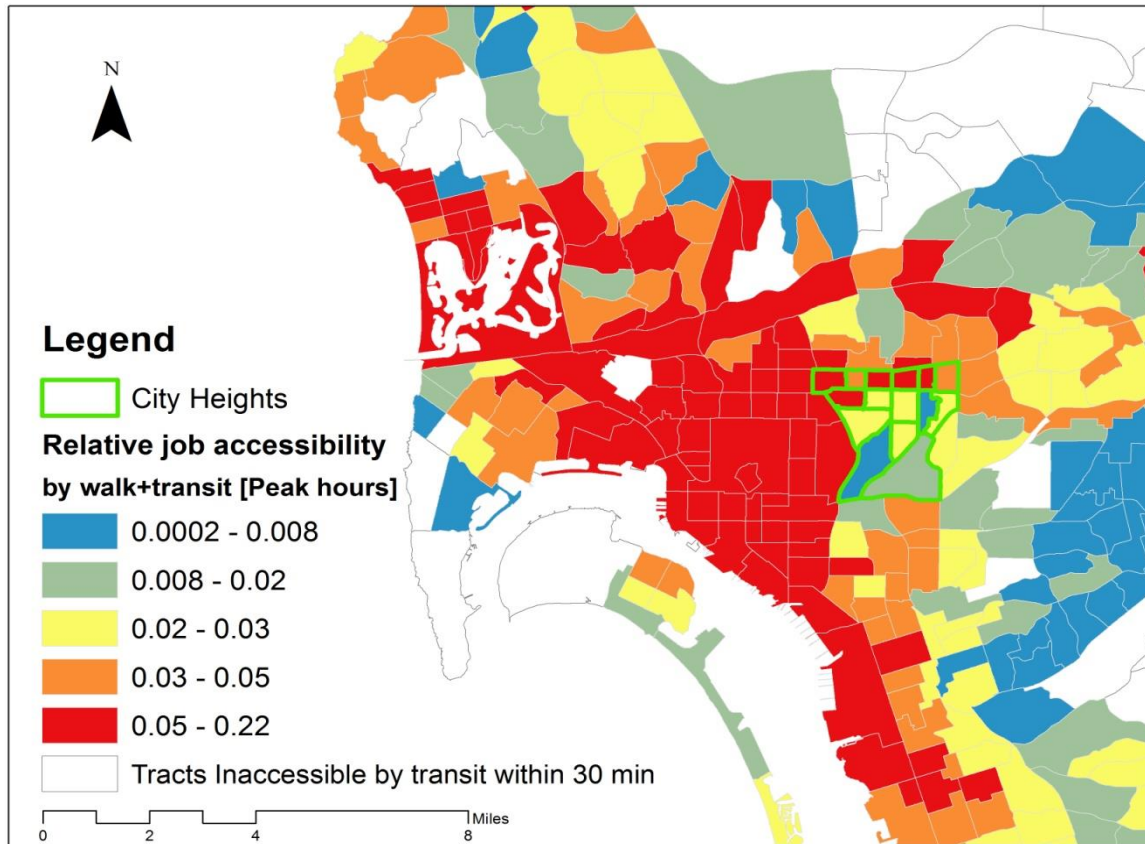 N
Legend
City Heights
Relative job accessibility
by walk+transit [Peak hours]
0.0002 - 0.008
0.008 - 0.02
0.02 - 0.03
0.03 - 0.05
0.05 - 0.22
Tracts Inaccessible by transit within 30 min
Miles
0 2 4 8